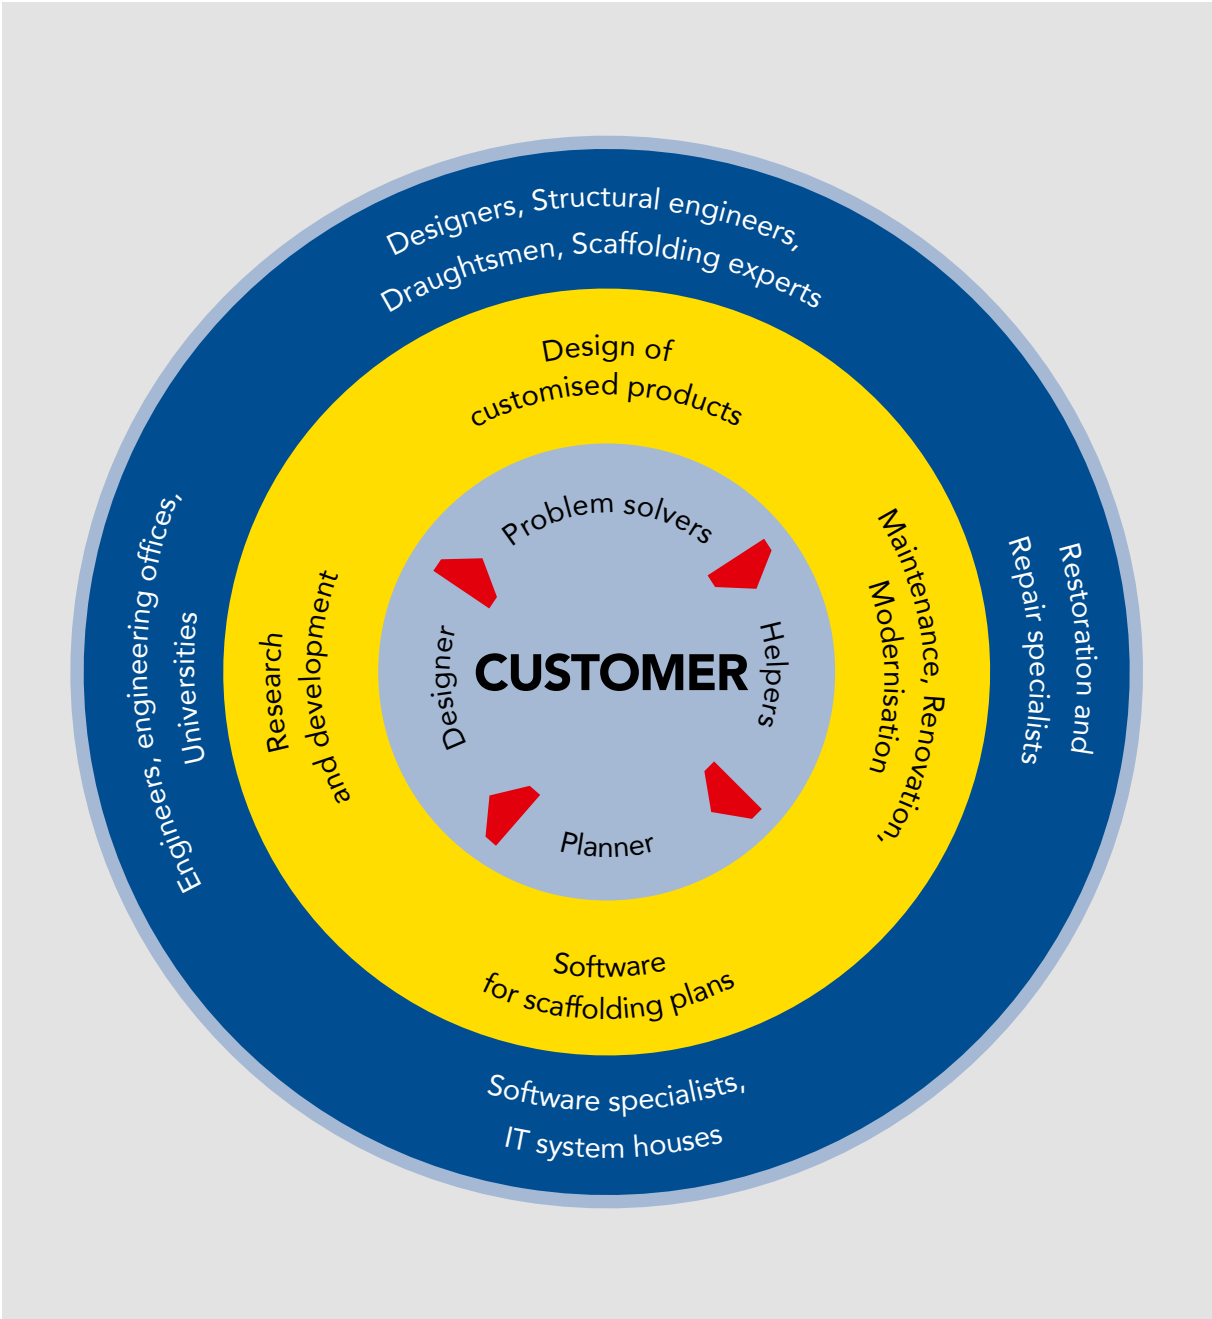 Designers, Structural engineers,
Draughtsmen, Scaffolding experts
Design of
customised products
Problem solvers
Engineers, engineering offices,
Universities
Research
and development
Designer
CUSTOMER
Helpers
Maintenance, Renovation,
Modernisation
Restoration and
Repair specialists
Planner
Software
for scaffolding plans
Software specialists,
IT system houses